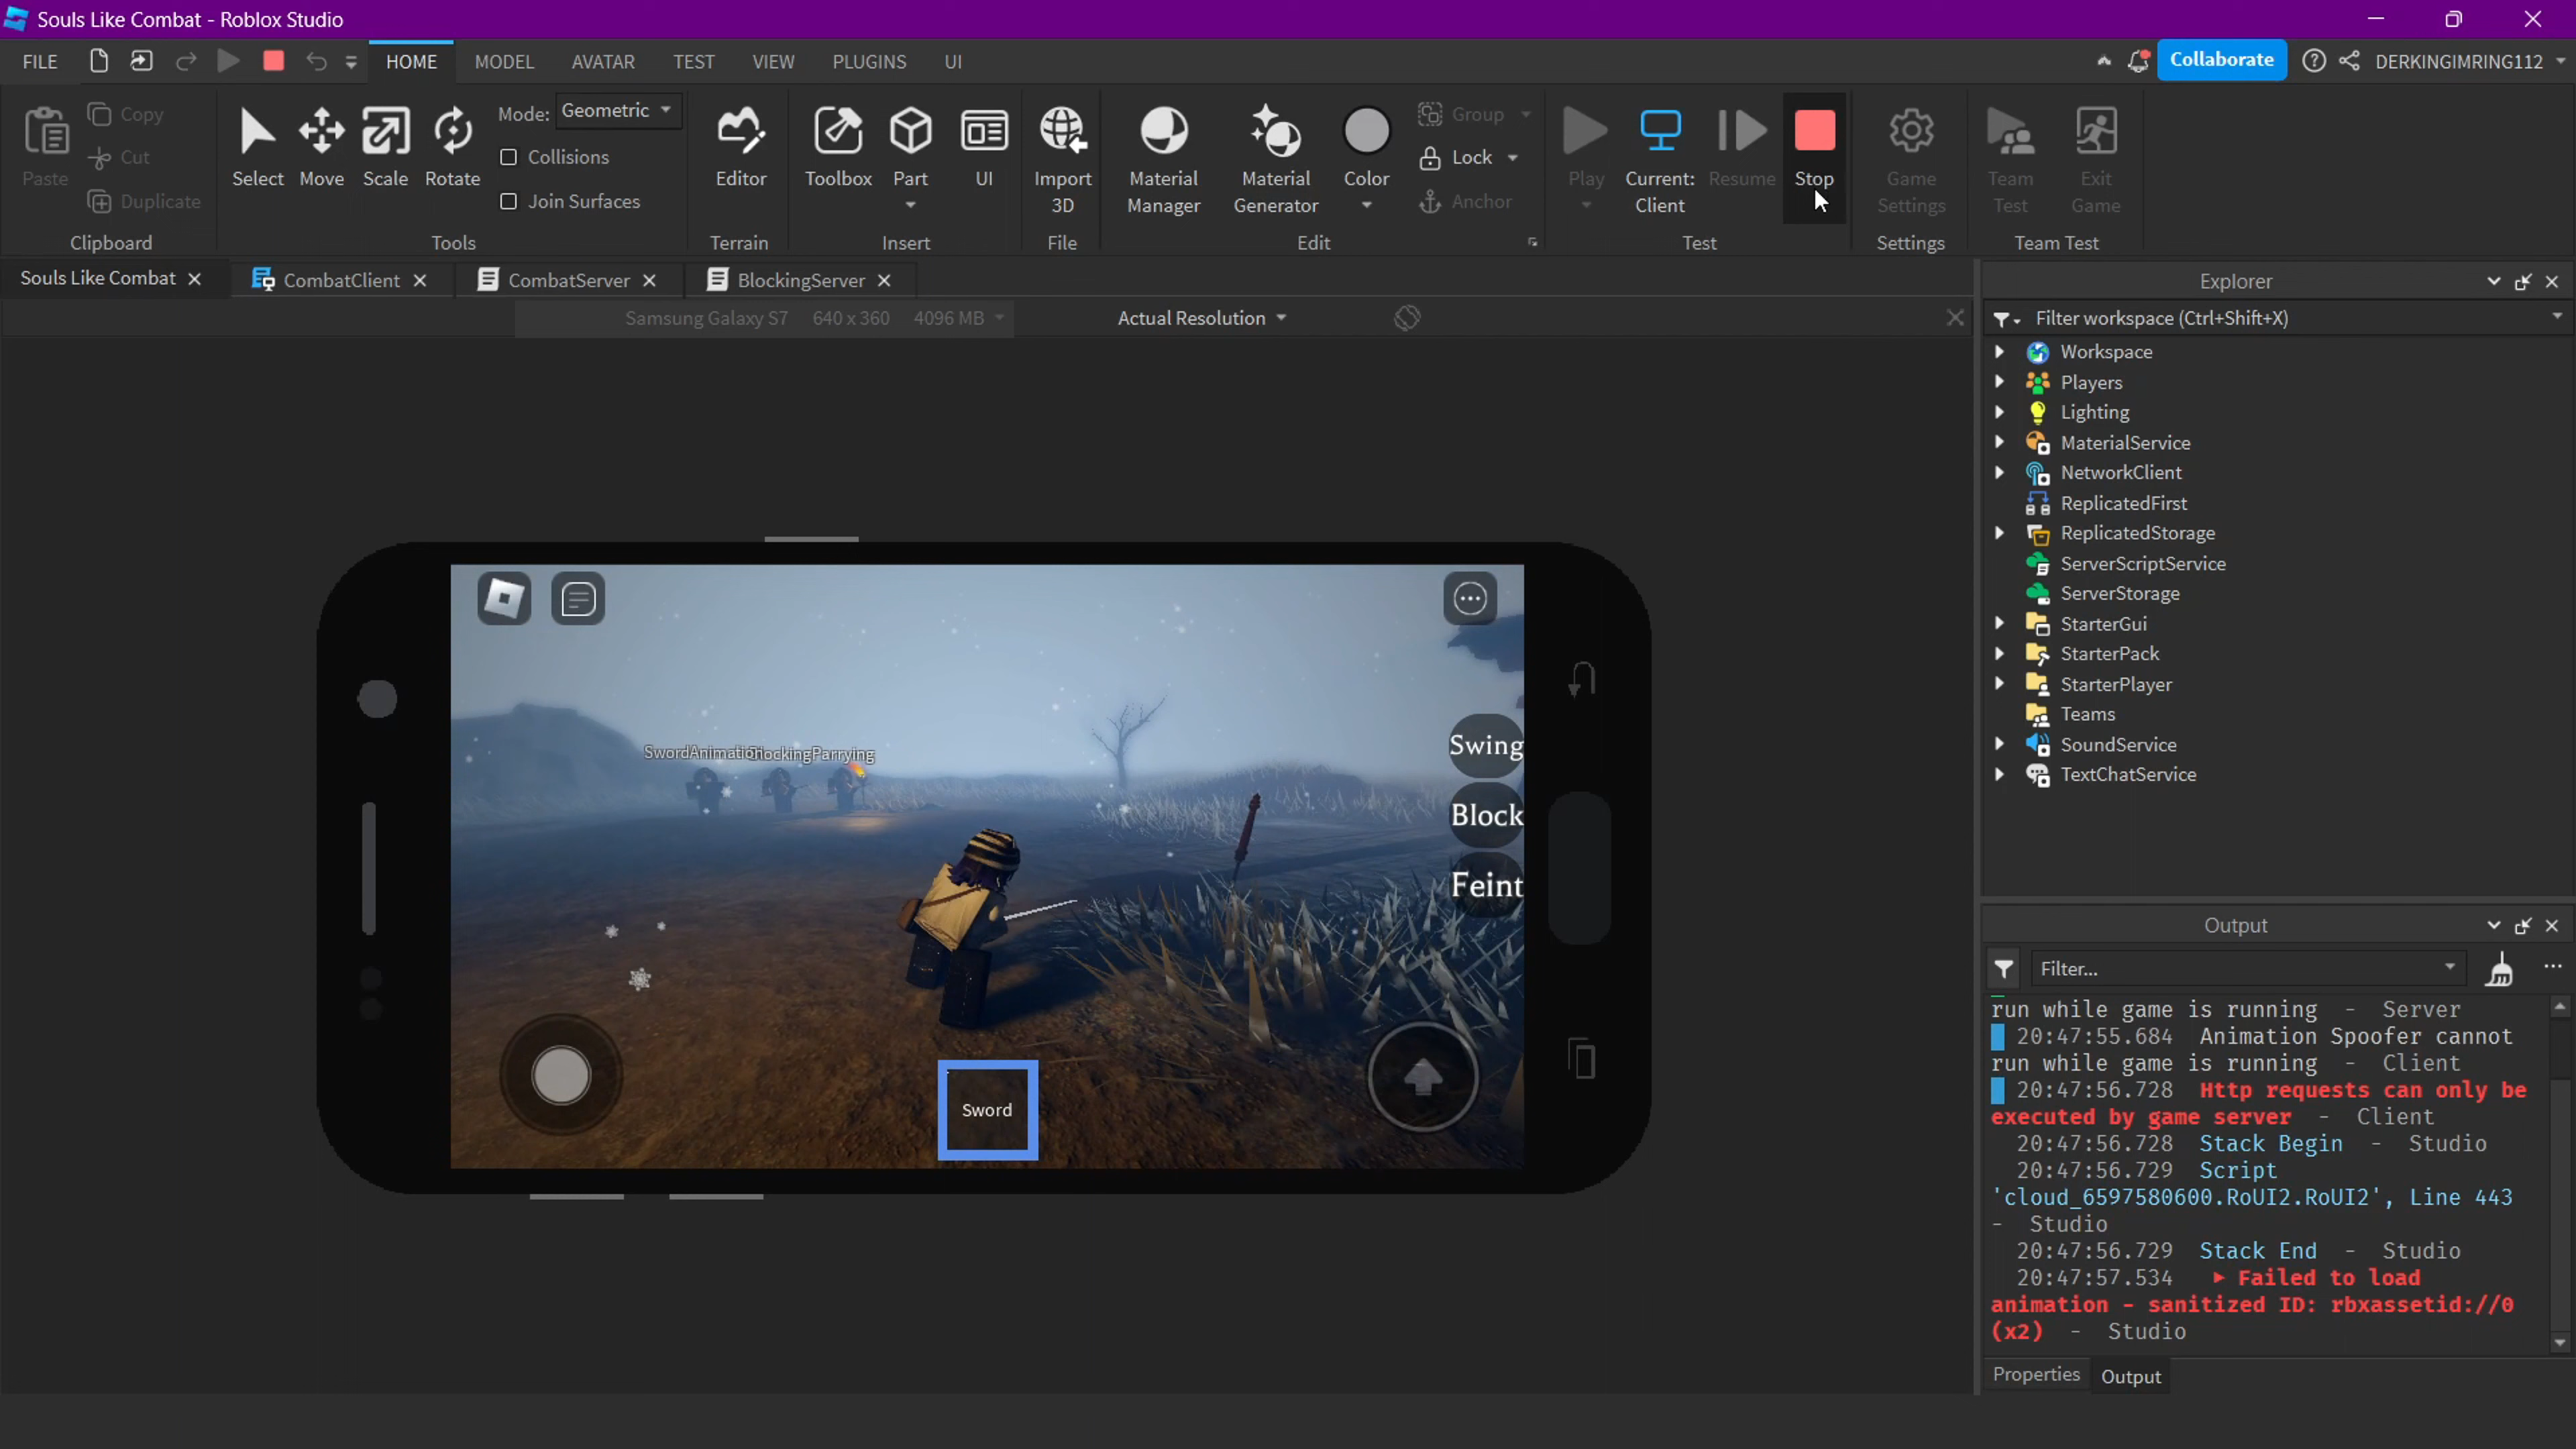 Souls Like Combat - Roblox Studio
FILE HOME MODEL AVATAR TEST VIEW PLUGINS UI Collaborate DERKINGIMRING112
Paste Copy Cut Duplicate
Clipboard
Select Move Scale Rotate
Mode: Geometric
Collisions
Join Surfaces
Tools
Editor
Terrain
Toolbox Part UI
Insert
Import 3D
File
Material Manager
Material Generator
Color
Group
Lock
Anchor
Edit
Play
Current: Client
Resume
Stop
Test
Game Settings
Settings
Team Test
Exit Game
Team Test
Souls Like Combat CombatClient CombatServer BlockingServer
Samsung Galaxy S7 640 x 360 4096 MB Actual Resolution
SwordAnimation
BlockingParrying
Swing
Block
Feint
Sword
Explorer
Filter workspace (Ctrl+Shift+X)
Workspace
Players
Lighting
MaterialService
NetworkClient
ReplicatedFirst
ReplicatedStorage
ServerScriptService
ServerStorage
StarterGui
StarterPack
StarterPlayer
Teams
SoundService
TextChatService
Output
Filter...
run while game is running - Server
20:47:55.684 Animation Spoofer cannot
run while game is running - Client
20:47:56.728 Http requests can only be
executed by game server - Client
20:47:56.728 Stack Begin - Studio
20:47:56.729 Script
'cloud_6597580600.RoUI2.RoUI2', Line 443
- Studio
20:47:56.729 Stack End - Studio
20:47:57.534 ▶ Failed to load
animation - sanitized ID: rbxassetid://0
(x2) - Studio
Properties Output